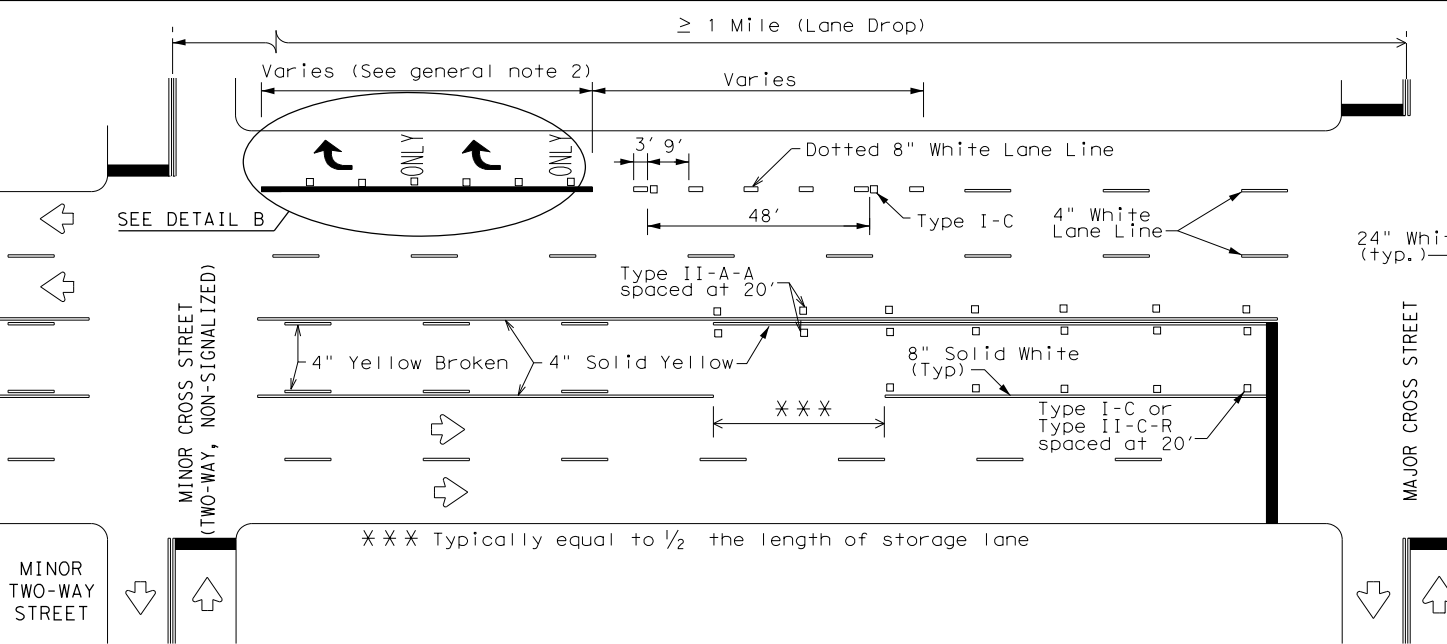 ≥ 1 Mile (Lane Drop)
Varies (See general note 2)
Varies
ONLY
ONLY
3' 9'
Dotted 8" White Lane Line
SEE DETAIL B
48'
Type I-C
4" White
Lane Line
24" Whi
(typ.)
Type II-A-A
spaced at 20'
MINOR CROSS STREET
(TWO-WAY, NON-SIGNALIZED)
4" Yellow Broken
4" Solid Yellow
8" Solid White
(Typ)
***
Type I-C or
Type II-C-R
spaced at 20'
MAJOR CROSS STREET
*** Typically equal to 1/2 the length of storage lane
MINOR
TWO-WAY
STREET